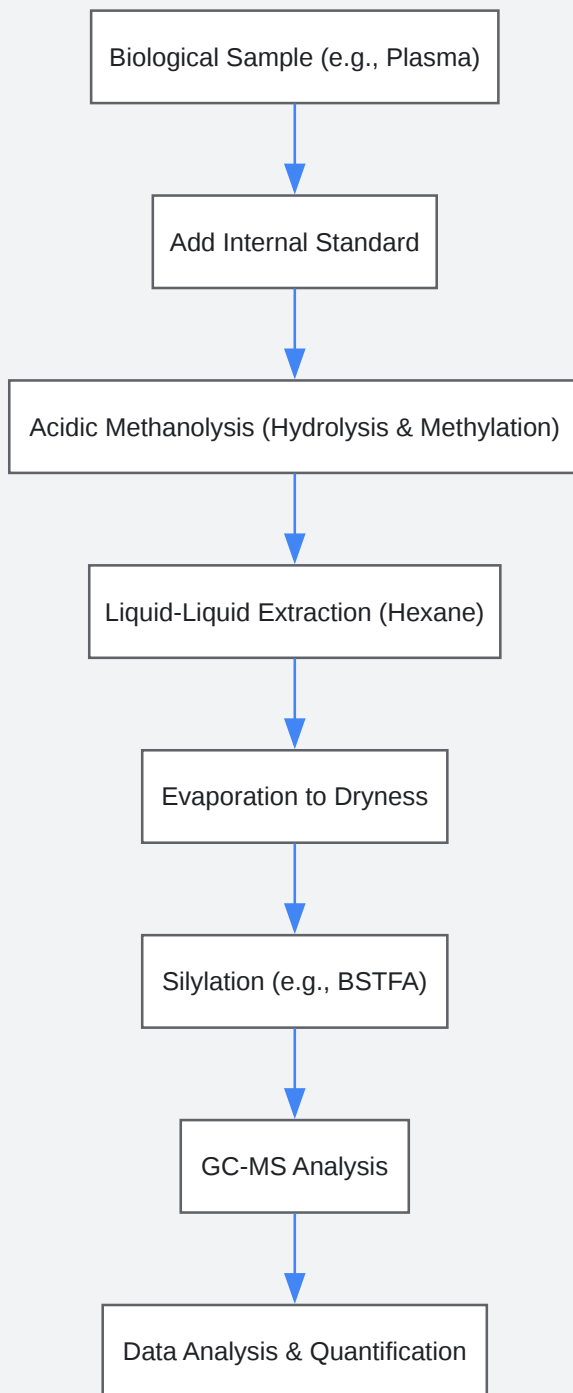 Biological Sample (e.g., Plasma)
Add Internal Standard
Acidic Methanolysis (Hydrolysis & Methylation)
Liquid-Liquid Extraction (Hexane)
Evaporation to Dryness
Silylation (e.g., BSTFA)
GC-MS Analysis
Data Analysis & Quantification